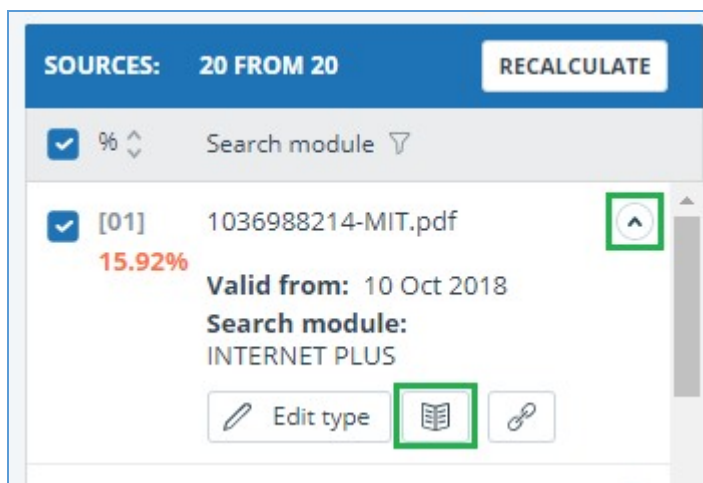 SOURCES: 20 FROM 20 RECALCULATE
% Search module
[01] 1036988214-MIT.pdf
15.92%
Valid from: 10 Oct 2018
Search module:
INTERNET PLUS
Edit type